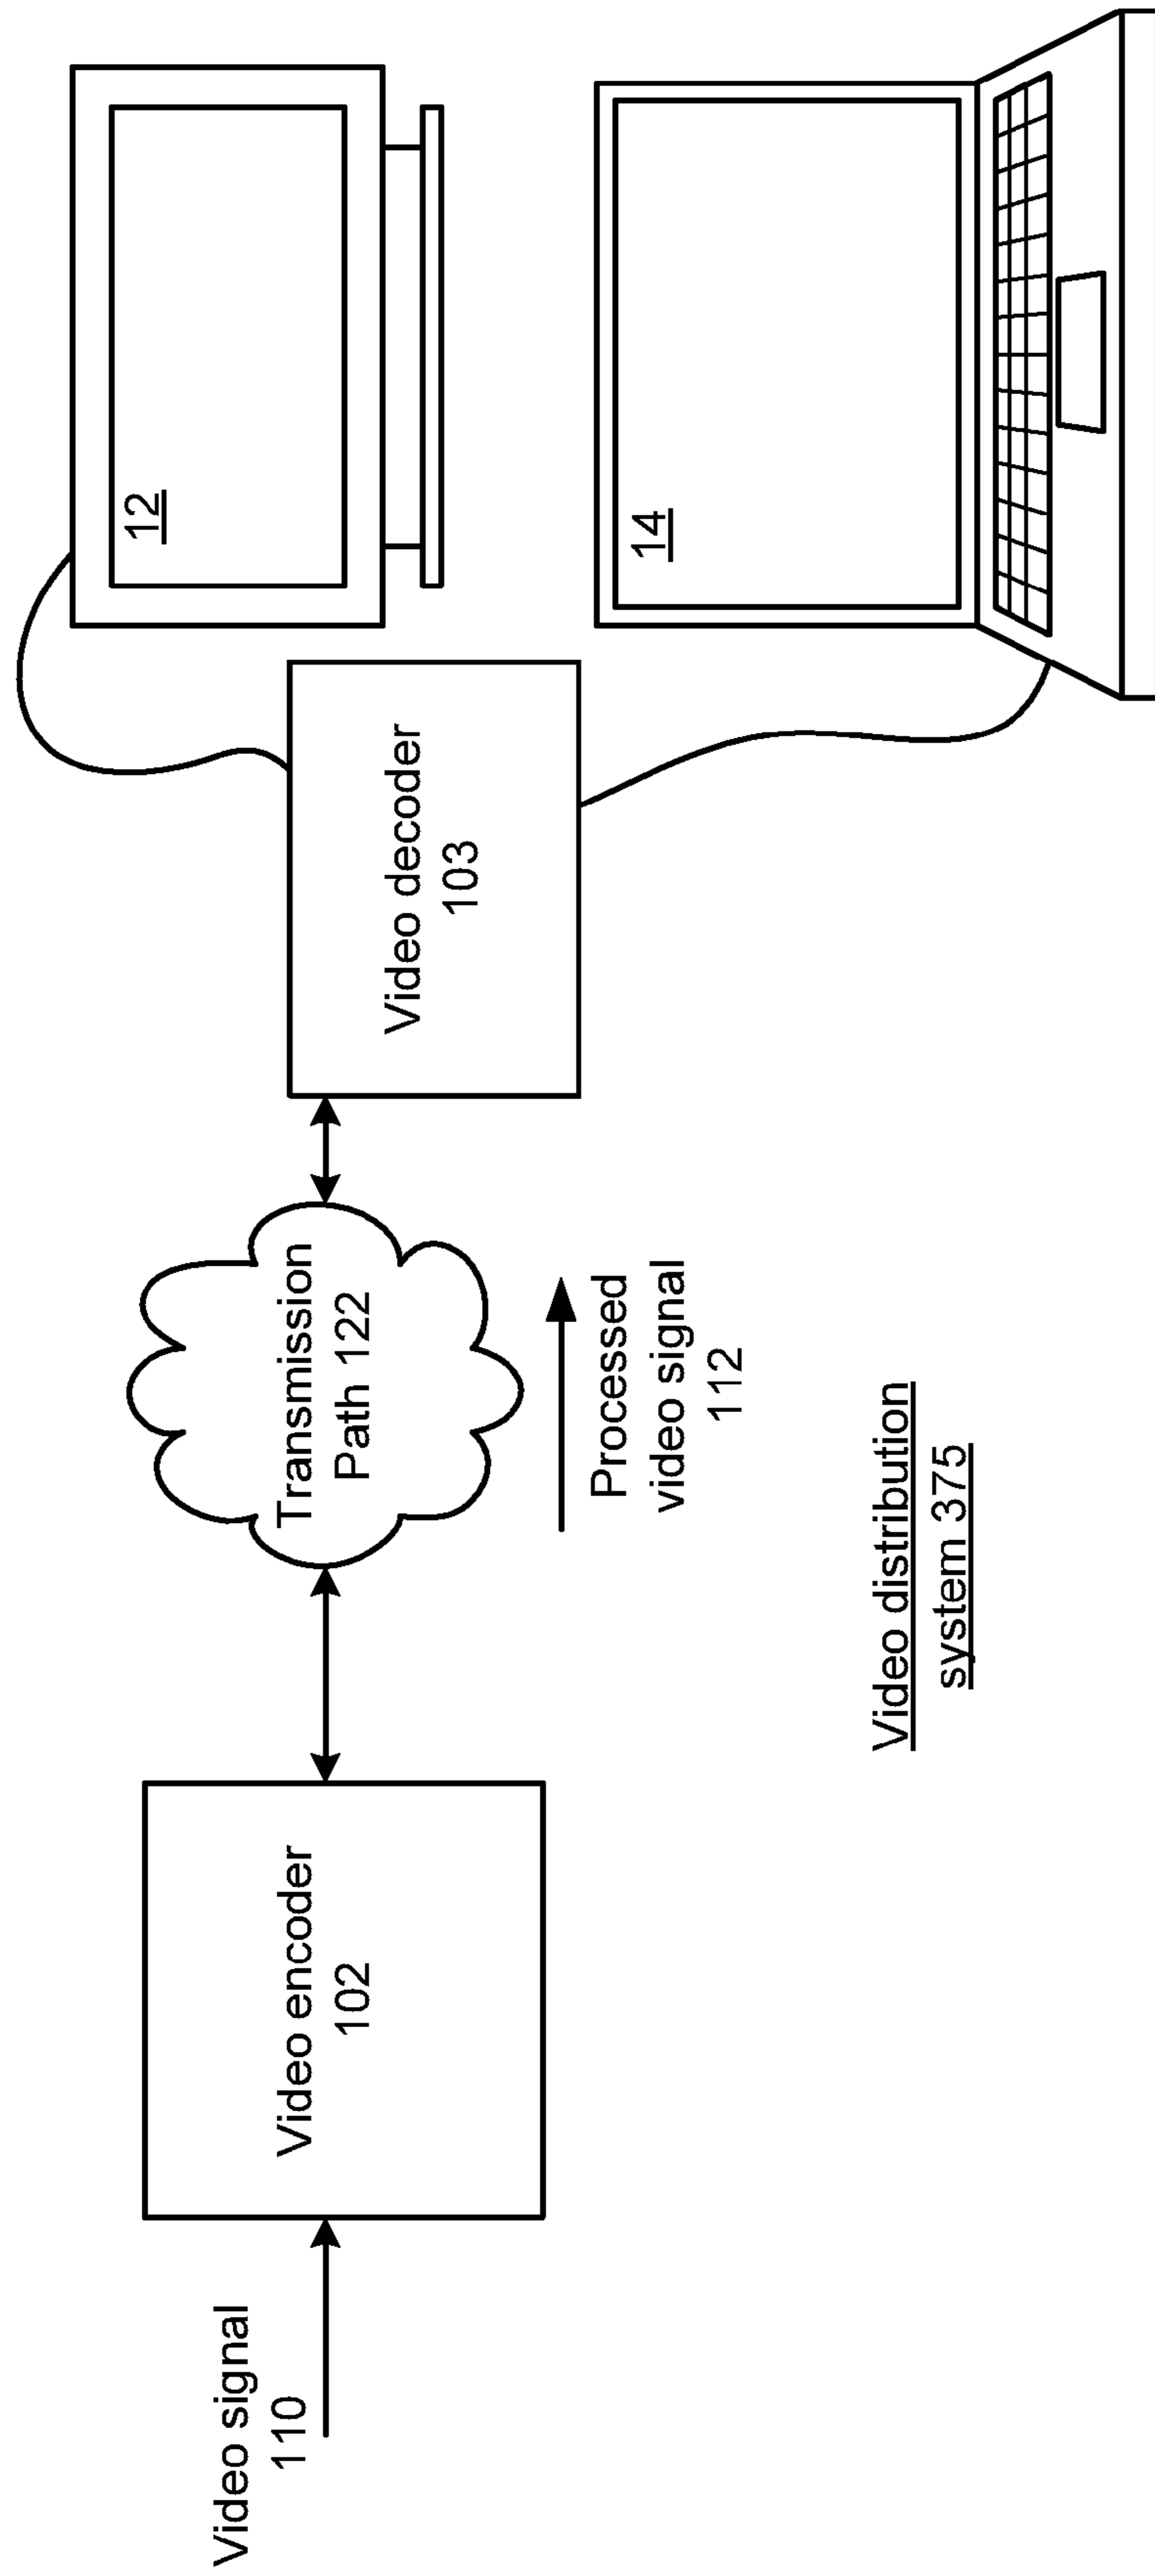 Video signal
110
Video encoder
102
Transmission
Path 122
Processed
video signal
112
Video decoder
103
12
14
Video distribution
system 375